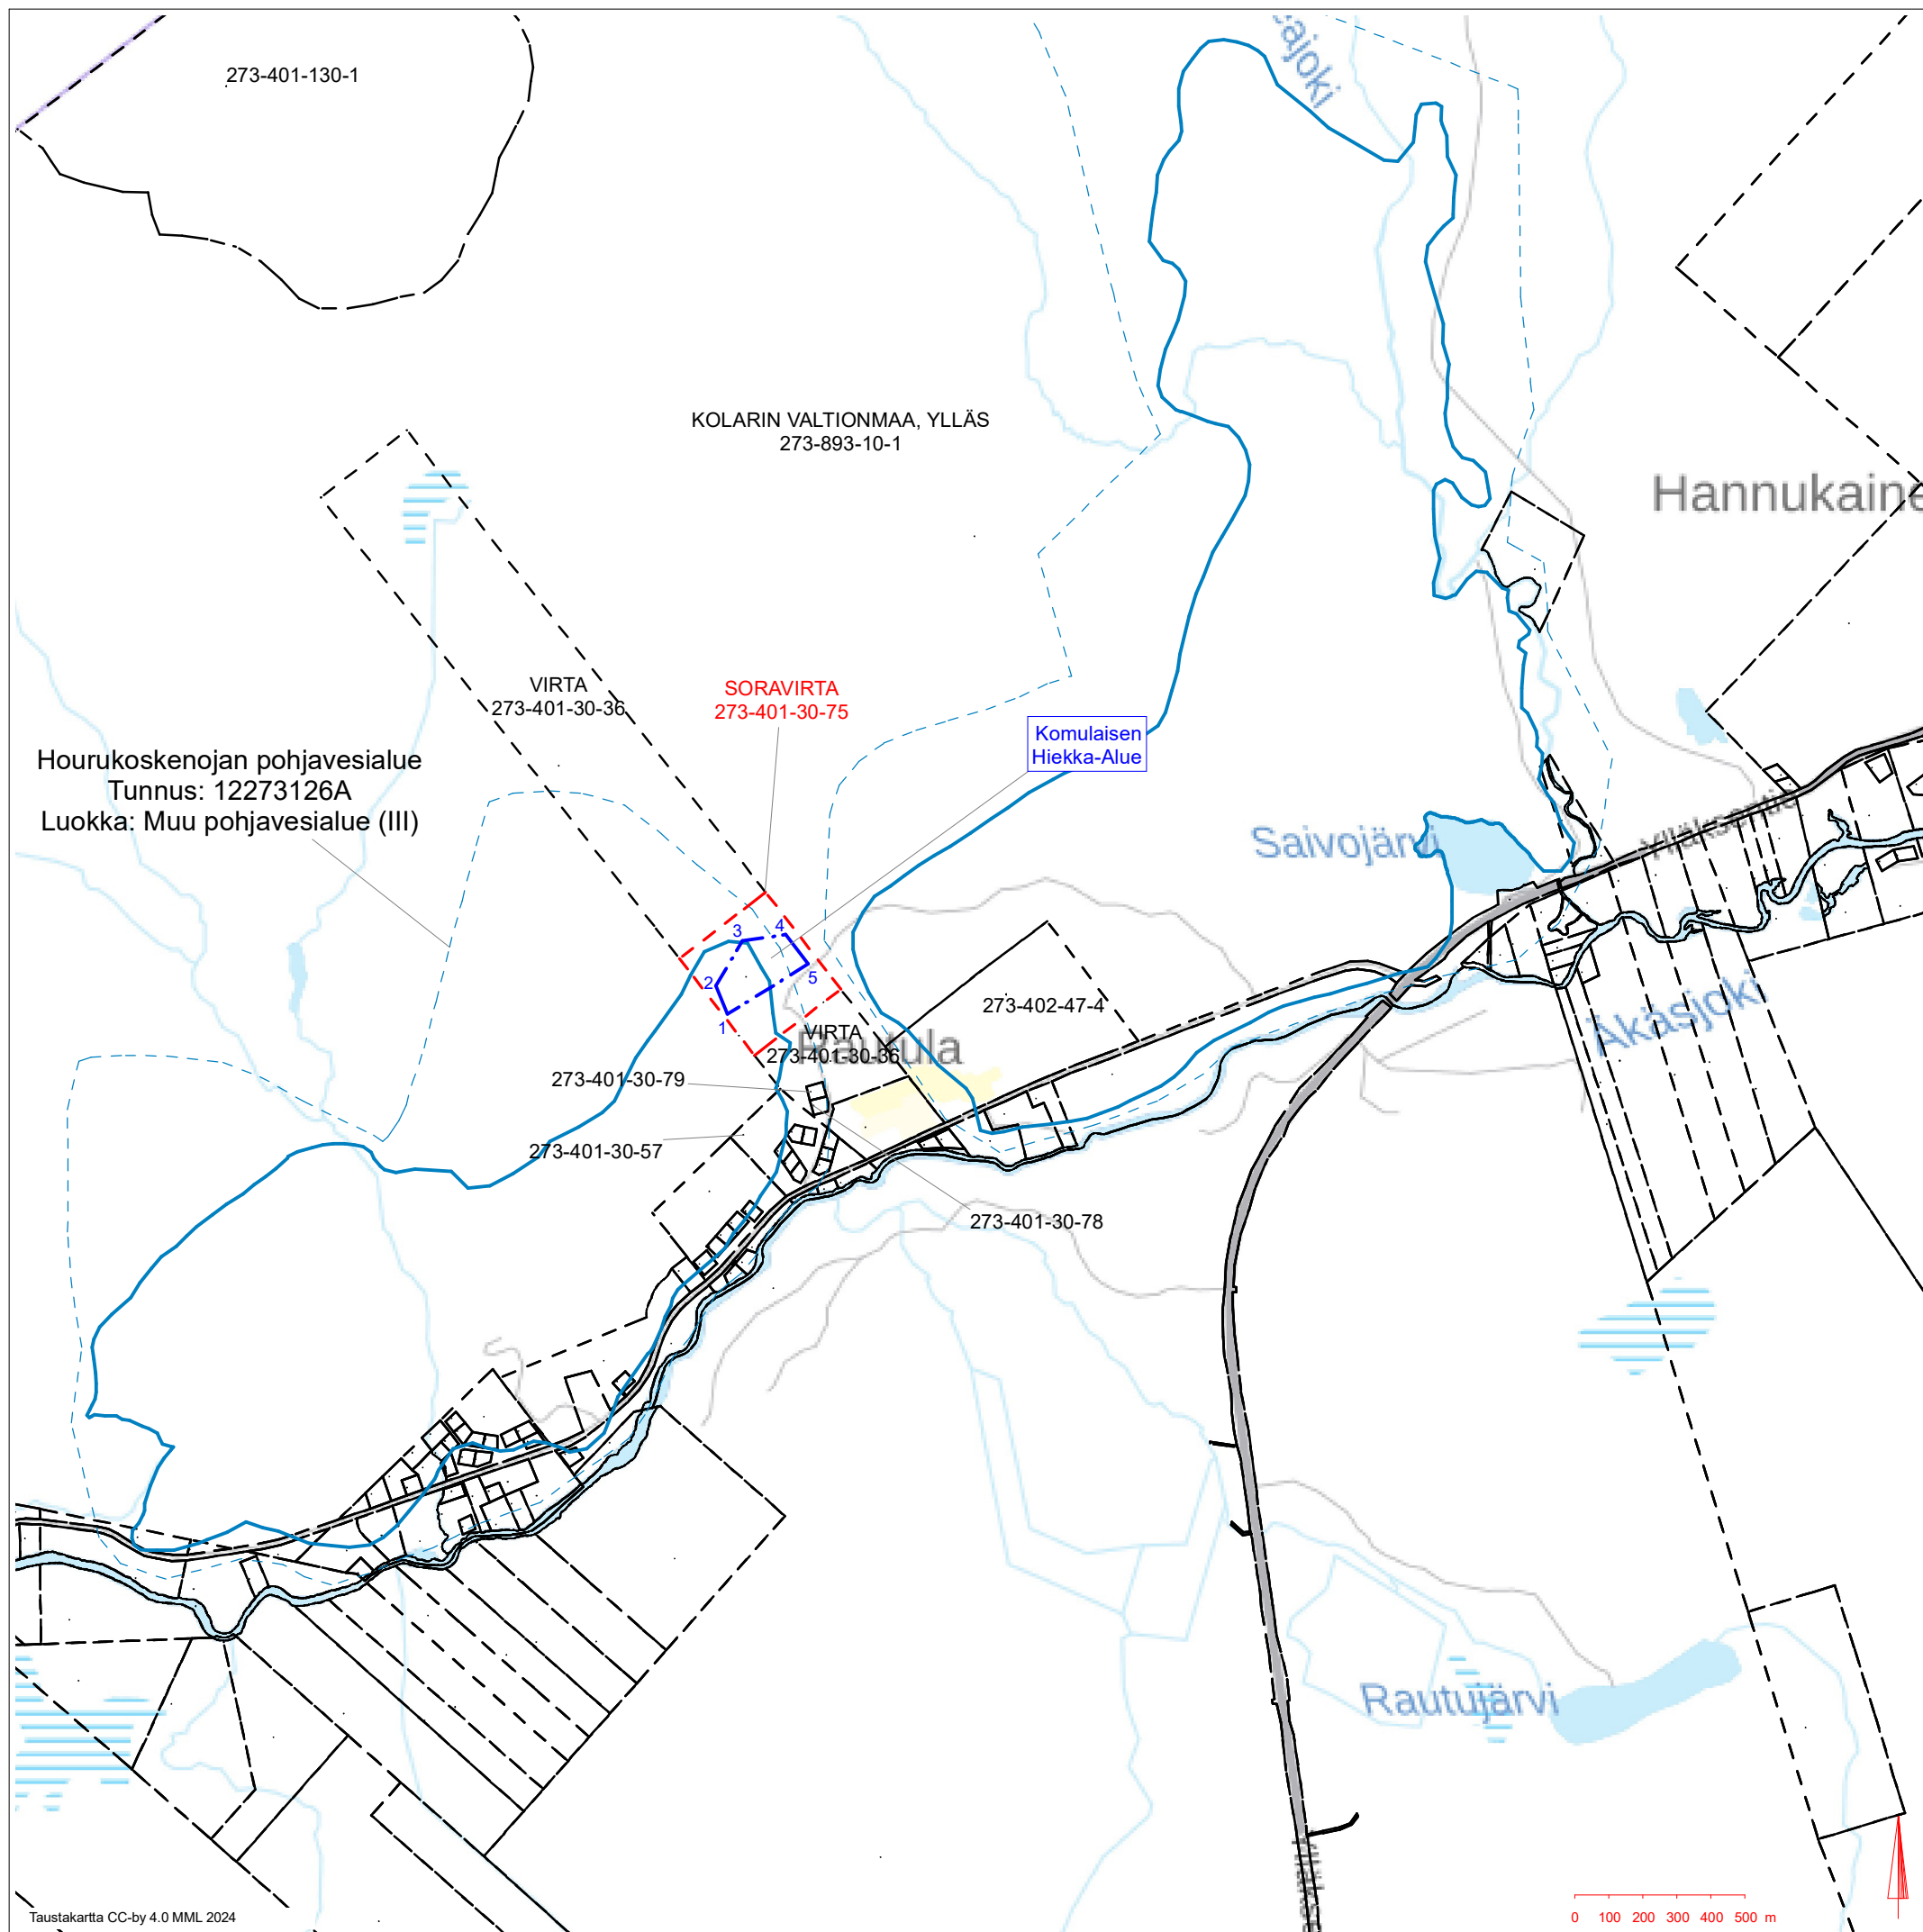 273-401-130-1
KOLARIN VALTIONMAA, YLLÄS
273-893-10-1
VIRTA
273-401-30-36
SORAVIRTA
273-401-30-75
Komulaisen
Hiekka-Alue
Hourukoskenojan pohjavesialue
Tunnus: 12273126A
Luokka: Muu pohjavesialue (III)
Saivojärvi
Ylläksentie
3
4
2
5
1
273-402-47-4
Äkäsjoki
VIRTA
Rautula
273-401-30-36
273-401-30-79
273-401-30-57
273-401-30-78
Rautujärvi
Taustakartta CC-by 4.0 MML 2024
0 100 200 300 400 500 m